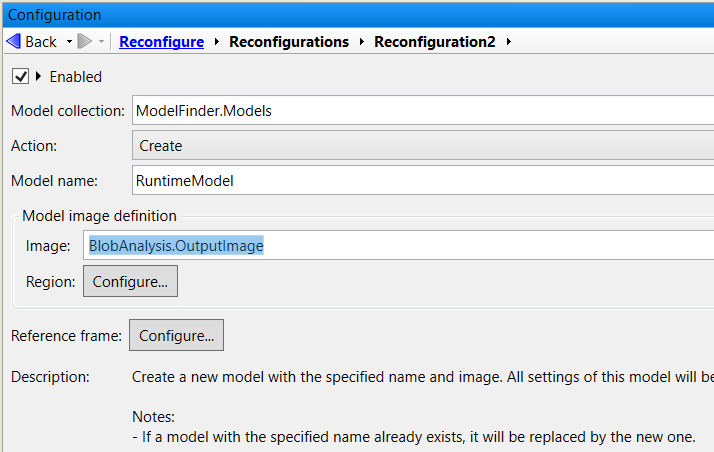 Configuration
Back Reconfigure Reconfigurations Reconfiguration2
Enabled
Model collection: ModelFinder.Models
Action: Create
Model name: RuntimeModel
Model image definition
Image: BlobAnalysis.OutputImage
Region: Configure...
Reference frame: Configure...
Description: Create a new model with the specified name and image. All settings of this model will be
Notes:
- If a model with the specified name already exists, it will be replaced by the new one.